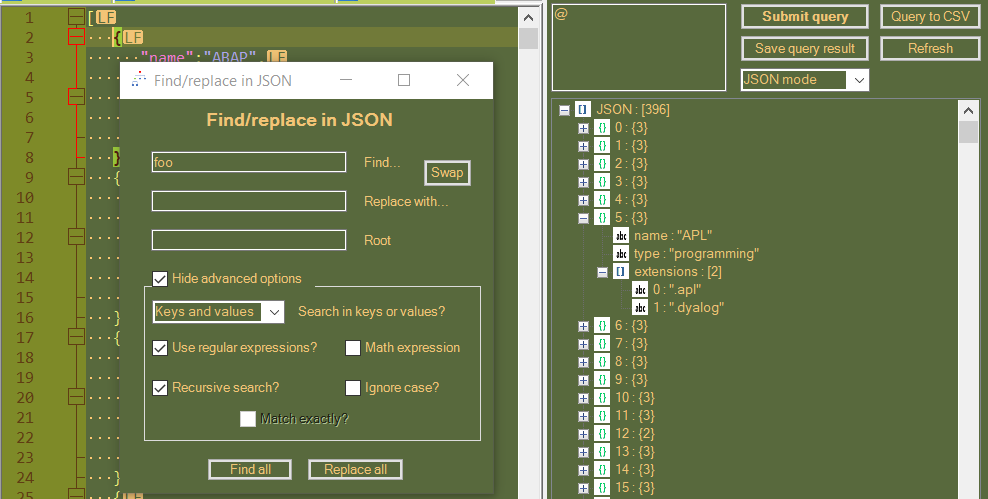 1 [LF
2 {LF
3 "name":"ABAP",LF
4
5
6
7
8 }
9 {
10
11
12
13
14
15
16 }
17 {
18
19
20
21
22
23
24 }
25 {LF
Find/replace in JSON
Find/replace in JSON
foo Find...
Swap
Replace with...
Root
Hide advanced options
Keys and values Search in keys or values?
Use regular expressions? Math expression
Recursive search? Ignore case?
Match exactly?
Find all Replace all
@
Submit query Query to CSV
Save query result Refresh
JSON mode
[] JSON : [396]
{} 0 : {3}
{} 1 : {3}
{} 2 : {3}
{} 3 : {3}
{} 4 : {3}
{} 5 : {3}
abc name : "APL"
abc type : "programming"
[] extensions : [2]
abc 0 : ".apl"
abc 1 : ".dyalog"
{} 6 : {3}
{} 7 : {3}
{} 8 : {3}
{} 9 : {3}
{} 10 : {3}
{} 11 : {3}
{} 12 : {2}
{} 13 : {3}
{} 14 : {3}
{} 15 : {3}